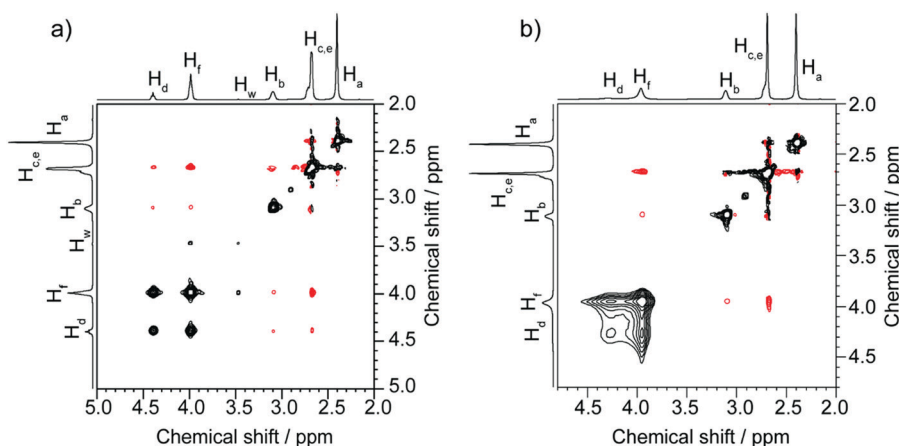 a)
H_d H_f H_w H_b H_c,e H_a
H_a
H_c,e
H_b
H_w
H_f
H_d
2.0
2.5
3.0
3.5
4.0
4.5
5.0
Chemical shift / ppm
5.0 4.5 4.0 3.5 3.0 2.5 2.0
Chemical shift / ppm
b)
H_d H_f H_b H_c,e H_a
H_a
H_c,e
H_b
H_f
H_d
2.0
2.5
3.0
3.5
4.0
4.5
Chemical shift / ppm
4.5 4.0 3.5 3.0 2.5 2.0
Chemical shift / ppm